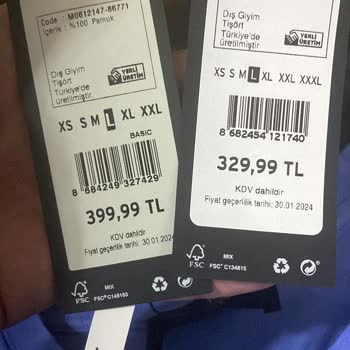 Code : M0612147-86771
İçerik : %100 Pamuk
Dış Giyim
Tişört
Türkiye'de
üretilmiştir.
YERLİ
ÜRETİM
XS S M L XL XXL
BASIC
8 684249 327429
399,99 TL
KDV dahildir
Fiyat geçerlilik tarihi: 30.01 2024
FSC
MIX
FSC® C148153
Dış Giyim
Tişört
Türkiye'de
üretilmiştir.
YERLİ
ÜRETİM
XS S M L XL XXL XXXL
8 682454 121740
329,99 TL
KDV dahildir
Fiyat geçerlilik tarihi: 30.01 2024
FSC
MIX
FSC® C134615